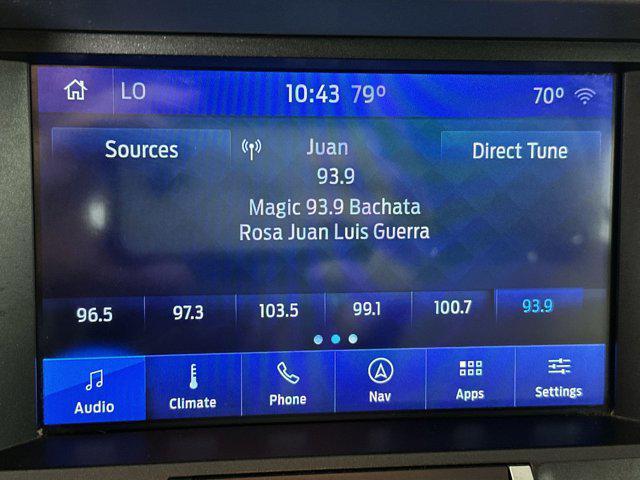 LO 10:43 79° 70°
Sources Juan Direct Tune
93.9
Magic 93.9 Bachata
Rosa Juan Luis Guerra
96.5 97.3 103.5 99.1 100.7 93.9
Audio Climate Phone Nav Apps Settings